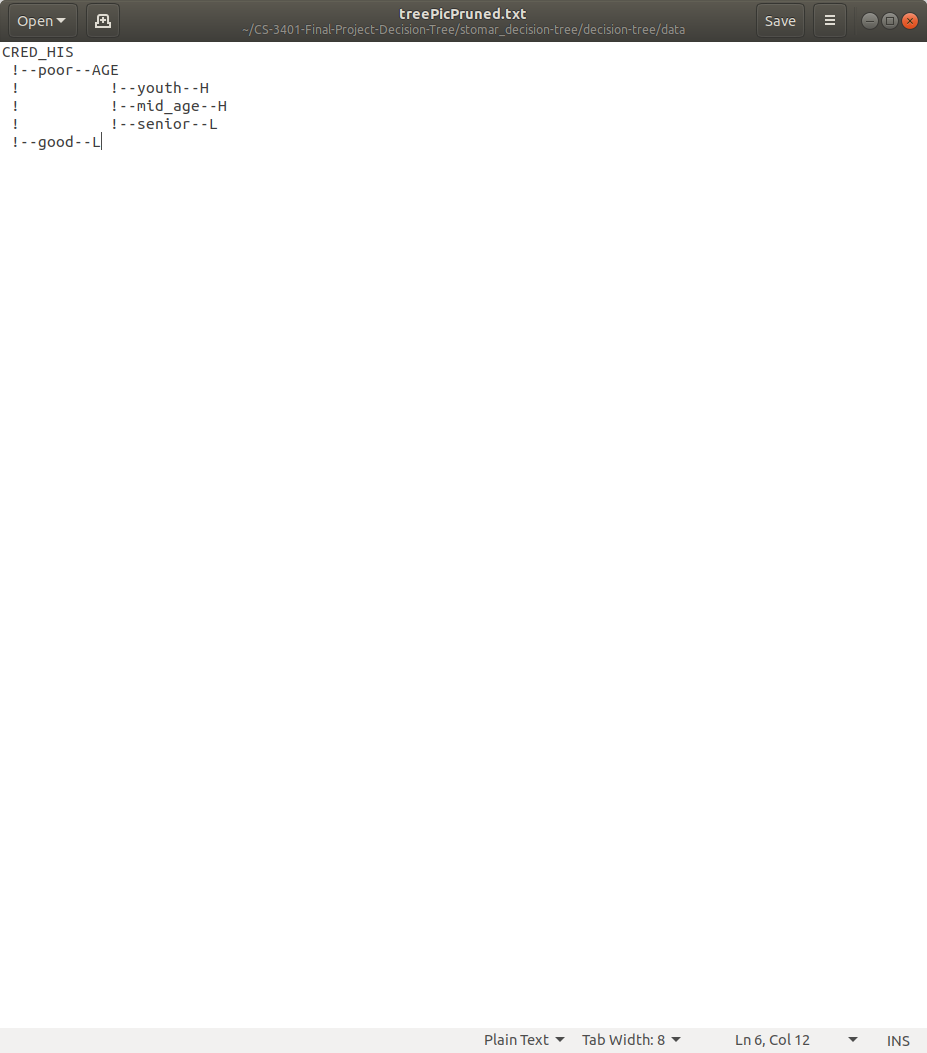 Open
treePicPruned.txt
~/CS-3401-Final-Project-Decision-Tree/stomar_decision-tree/decision-tree/data
Save
CRED_HIS
 !--poor--AGE
 !          !--youth--H
 !          !--mid_age--H
 !          !--senior--L
 !--good--L
Plain Text
Tab Width: 8
Ln 6, Col 12
INS